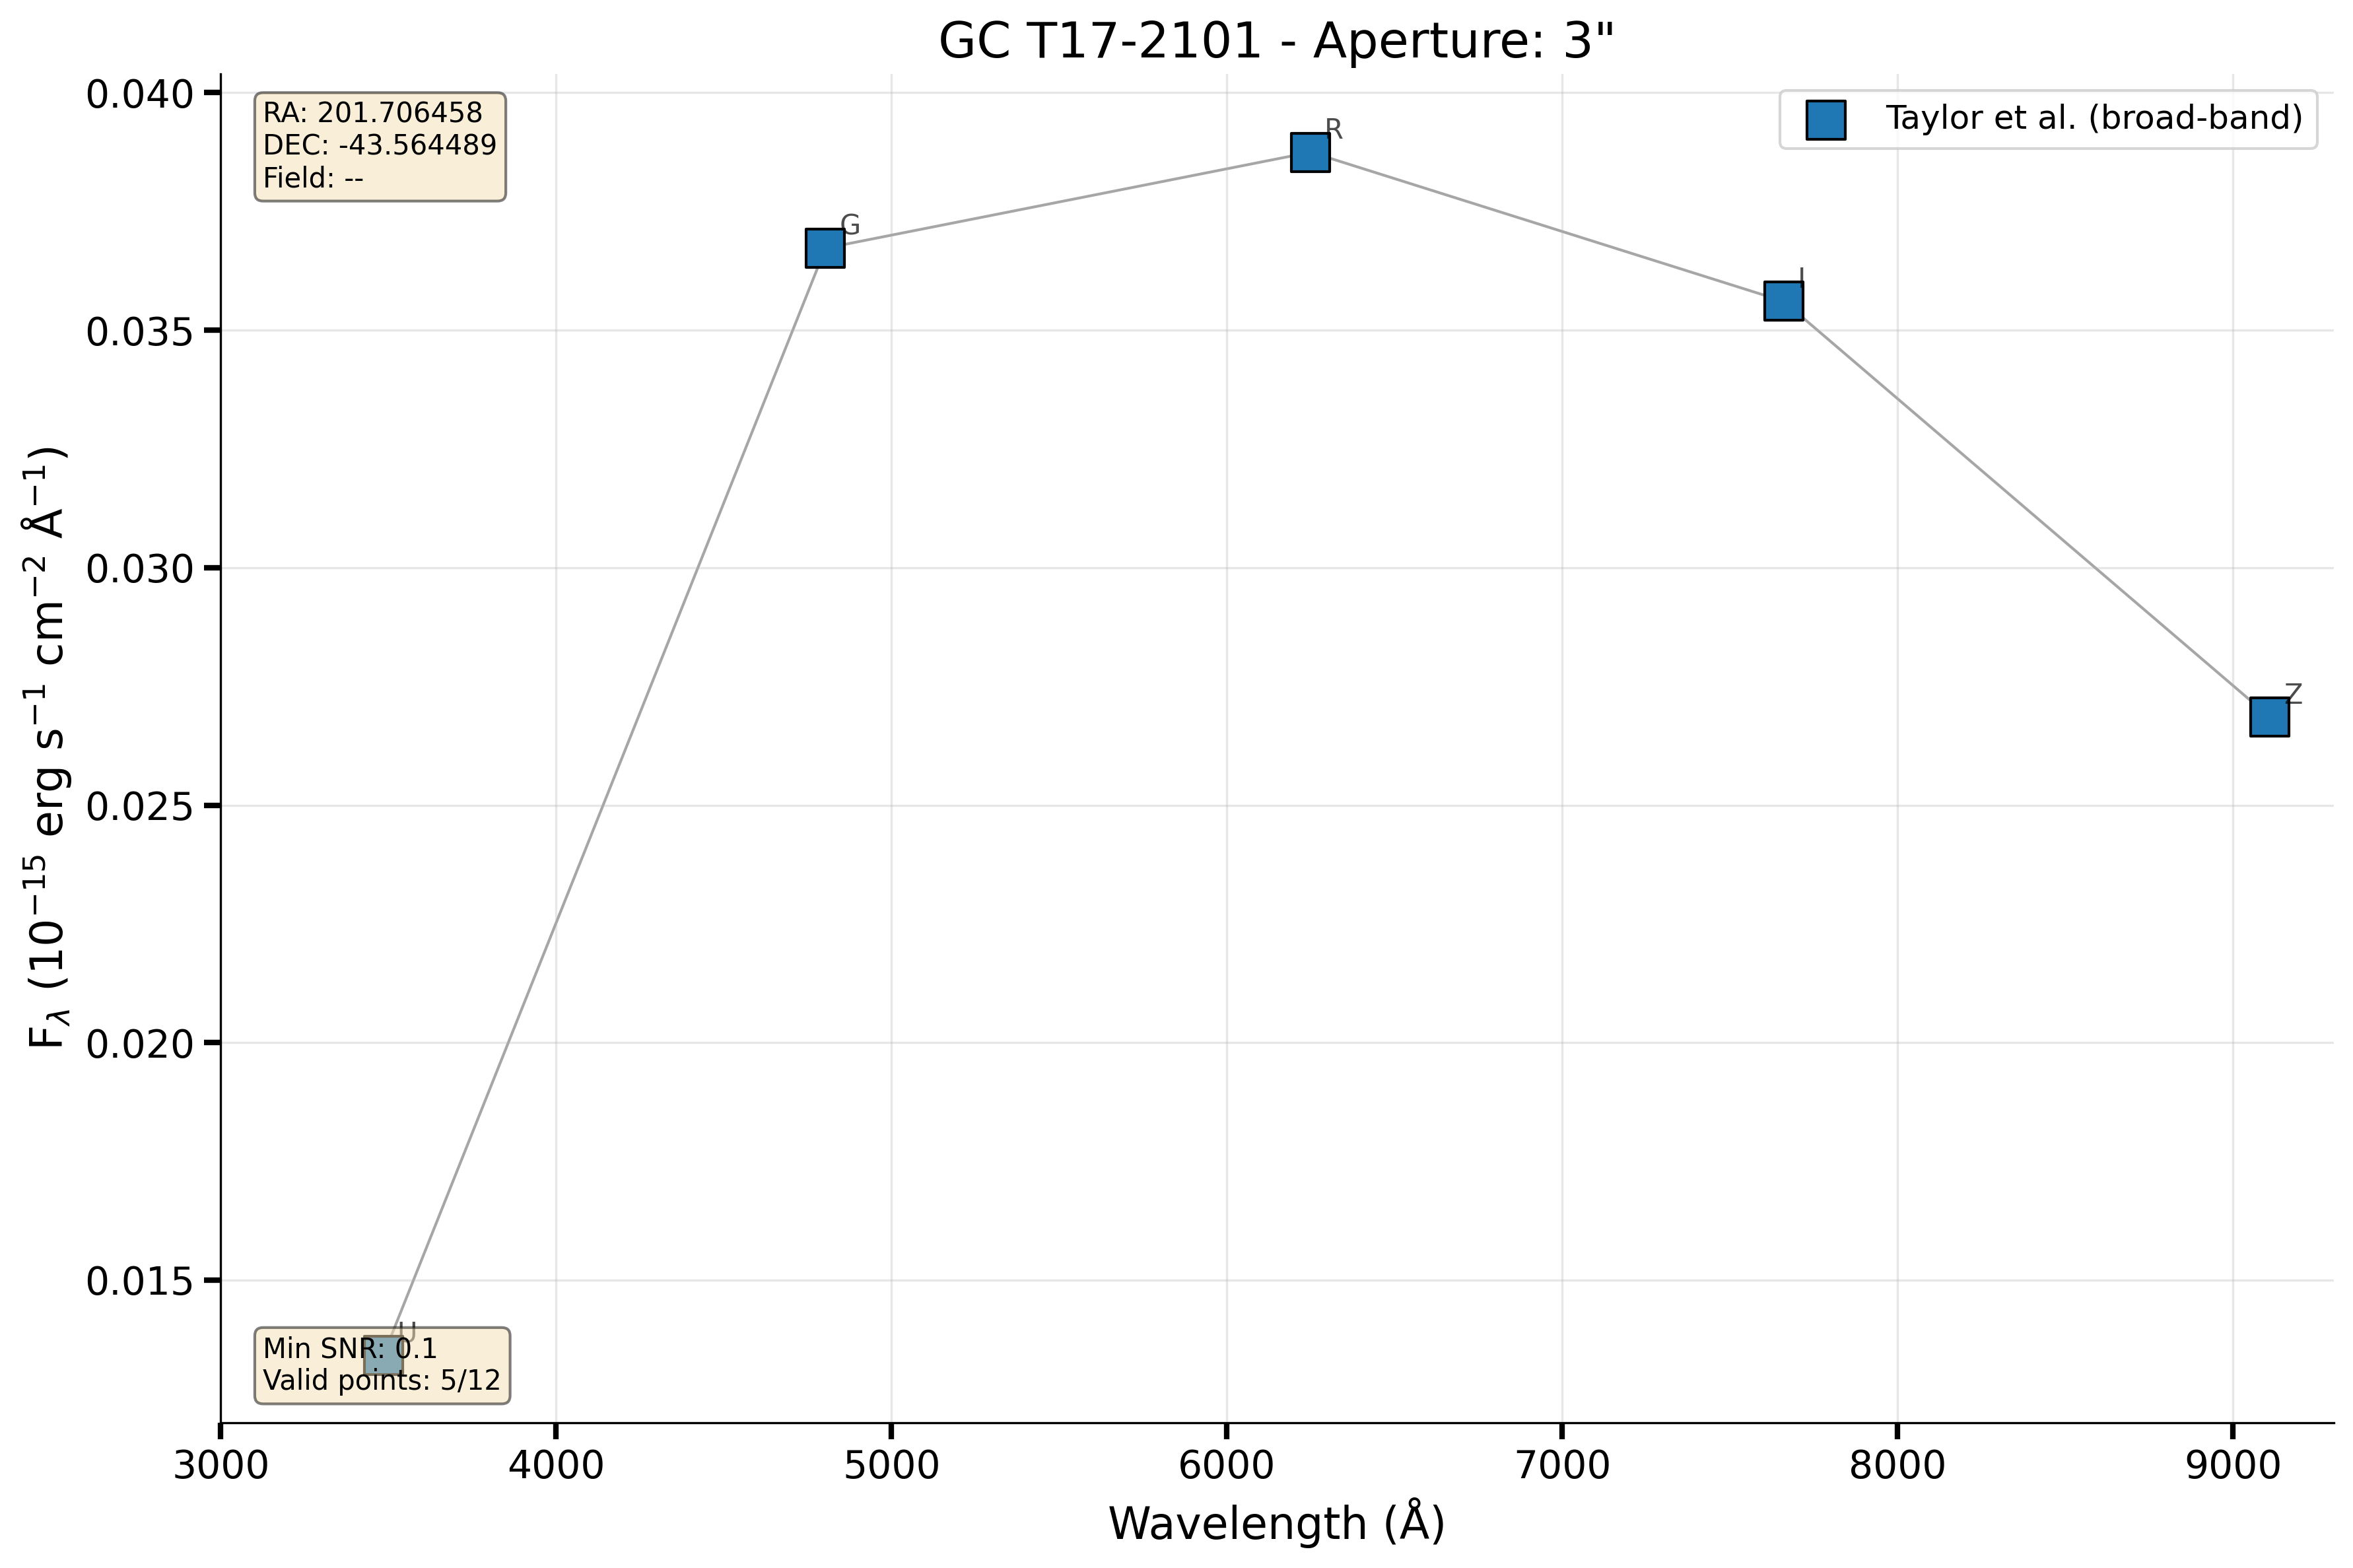 GC T17-2101 - Aperture: 3"
0.040
0.035
0.030
0.025
0.020
0.015
F_λ (10⁻¹⁵ erg s⁻¹ cm⁻² Å⁻¹)
RA: 201.706458
DEC: -43.564489
Field: --
Taylor et al. (broad-band)
U
G
R
I
Z
Min SNR: 0.1
Valid points: 5/12
3000 4000 5000 6000 7000 8000 9000
Wavelength (Å)